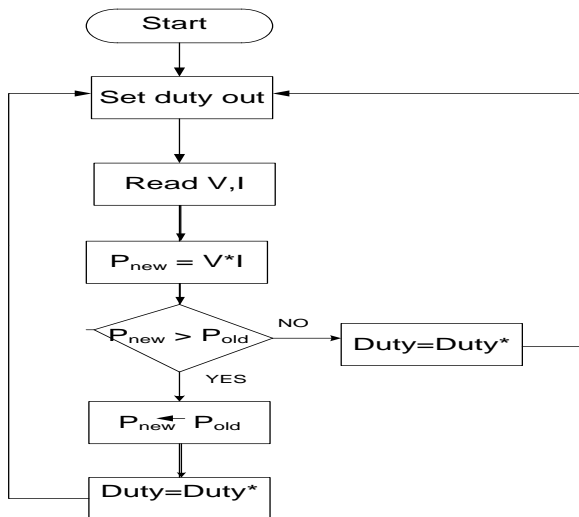 Start
Set duty out
Read V,I
Pnew = V*I
Pnew > Pold
NO
Duty=Duty*
YES
Pnew ← Pold
Duty=Duty*